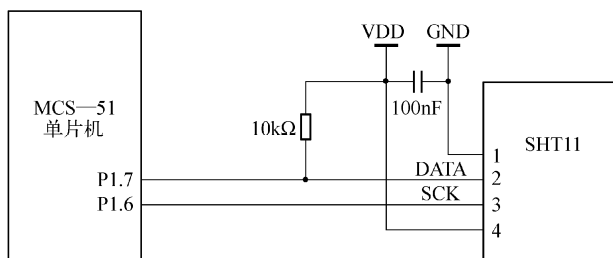 VDD GND
MCS—51
单片机
10kΩ
100nF
SHT11
1
P1.7 DATA 2
P1.6 SCK 3
4